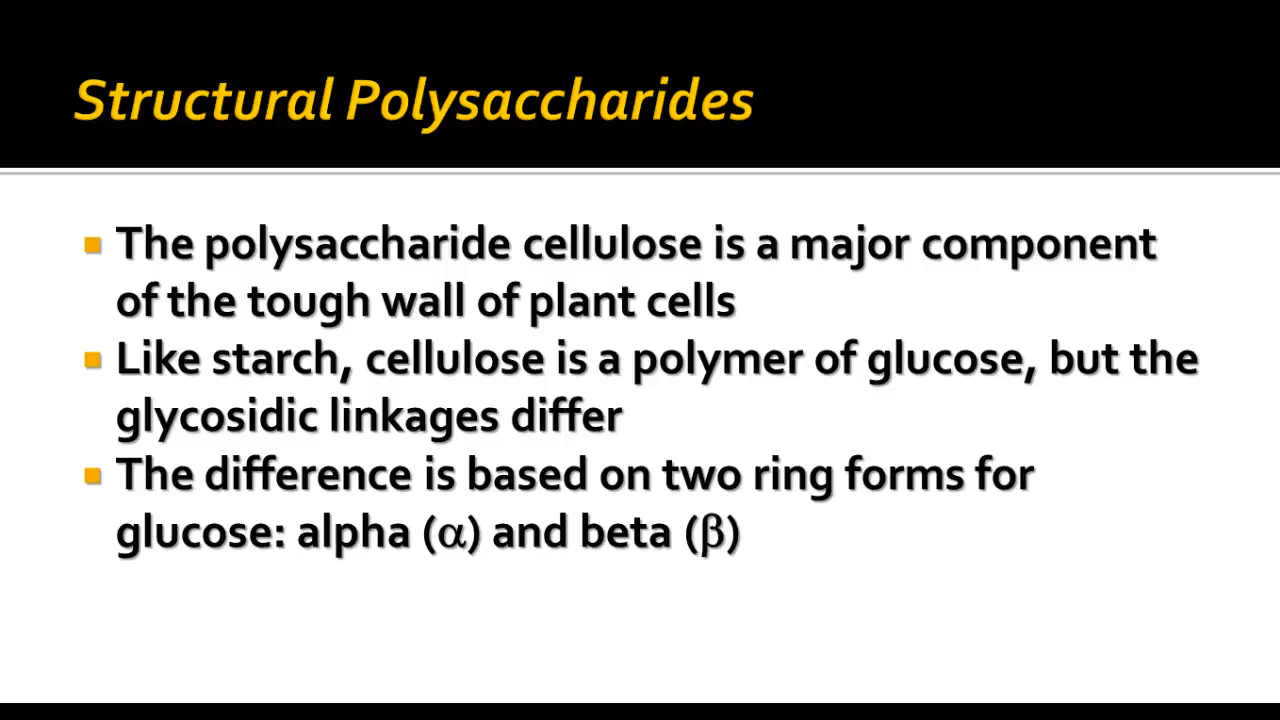 Structural Polysaccharides
▪ The polysaccharide cellulose is a major component
of the tough wall of plant cells
▪ Like starch, cellulose is a polymer of glucose, but the
glycosidic linkages differ
▪ The difference is based on two ring forms for
glucose: alpha (α) and beta (β)